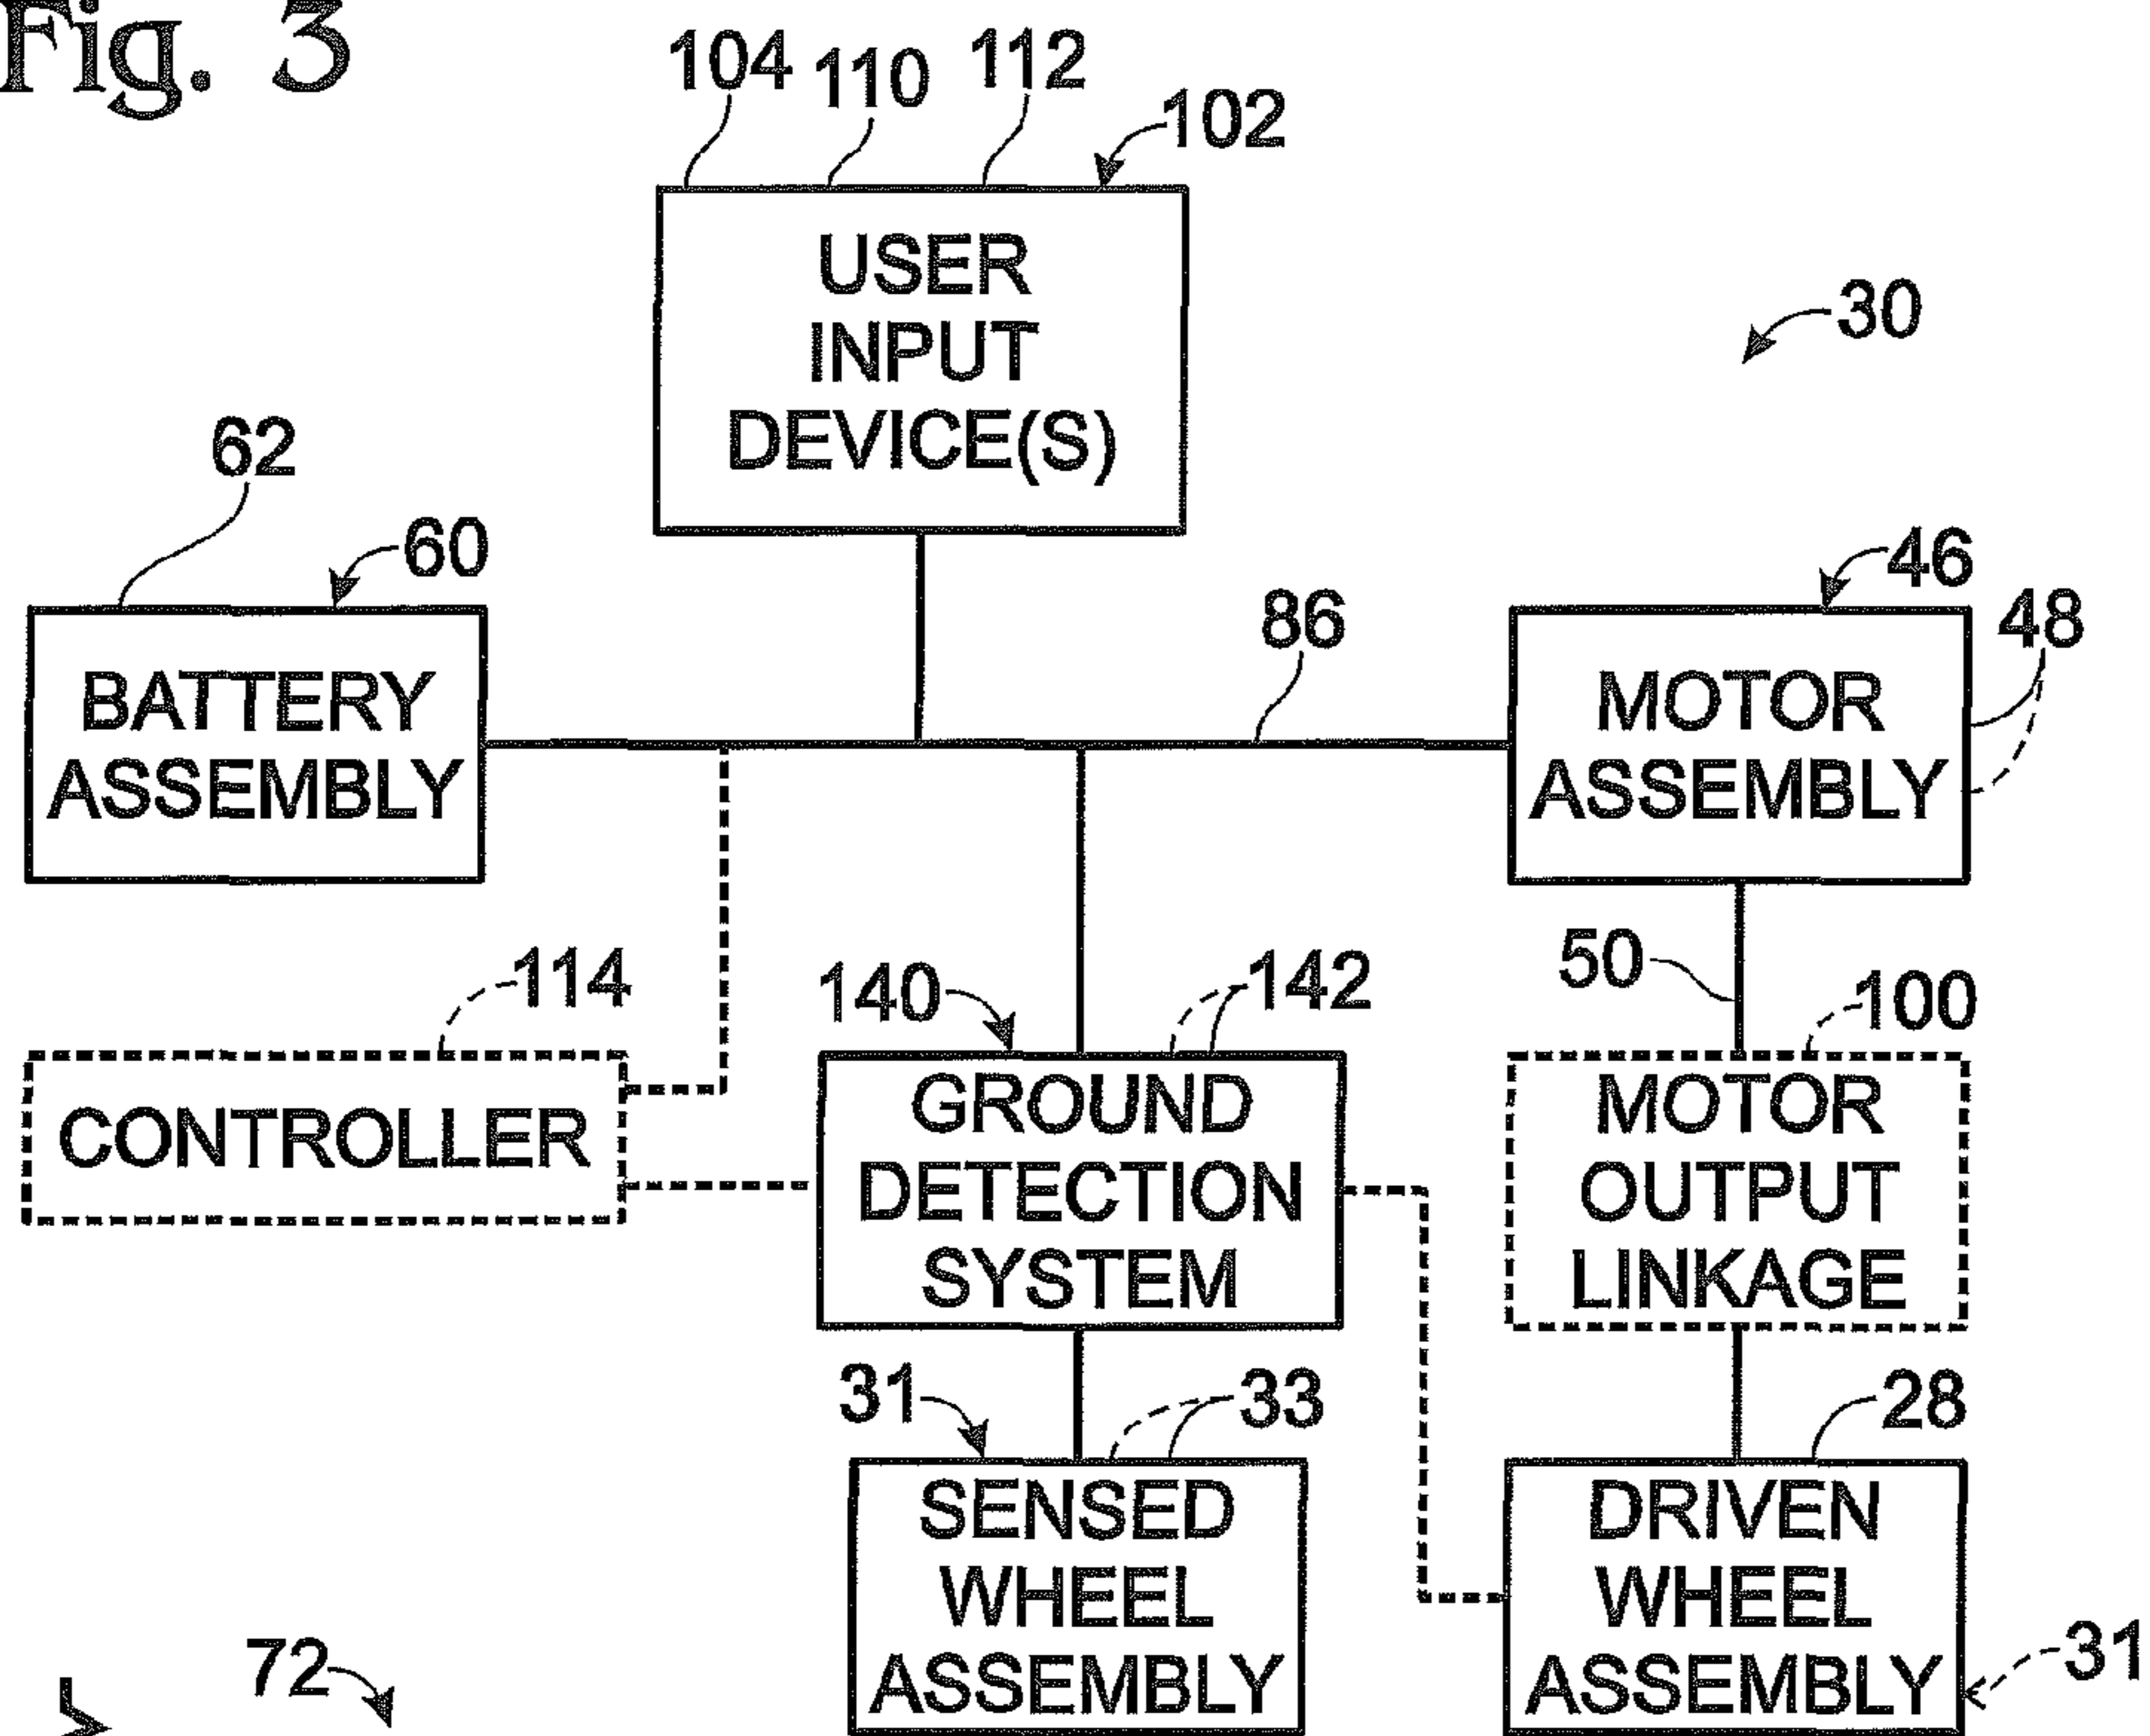 Fig. 3
104
110
112
102
USER
INPUT
DEVICE(S)
30
62
60
46
48
86
BATTERY
ASSEMBLY
MOTOR
ASSEMBLY
114
140
142
50
100
CONTROLLER
GROUND
DETECTION
SYSTEM
MOTOR
OUTPUT
LINKAGE
31
33
28
SENSED
WHEEL
ASSEMBLY
DRIVEN
WHEEL
ASSEMBLY
31
72